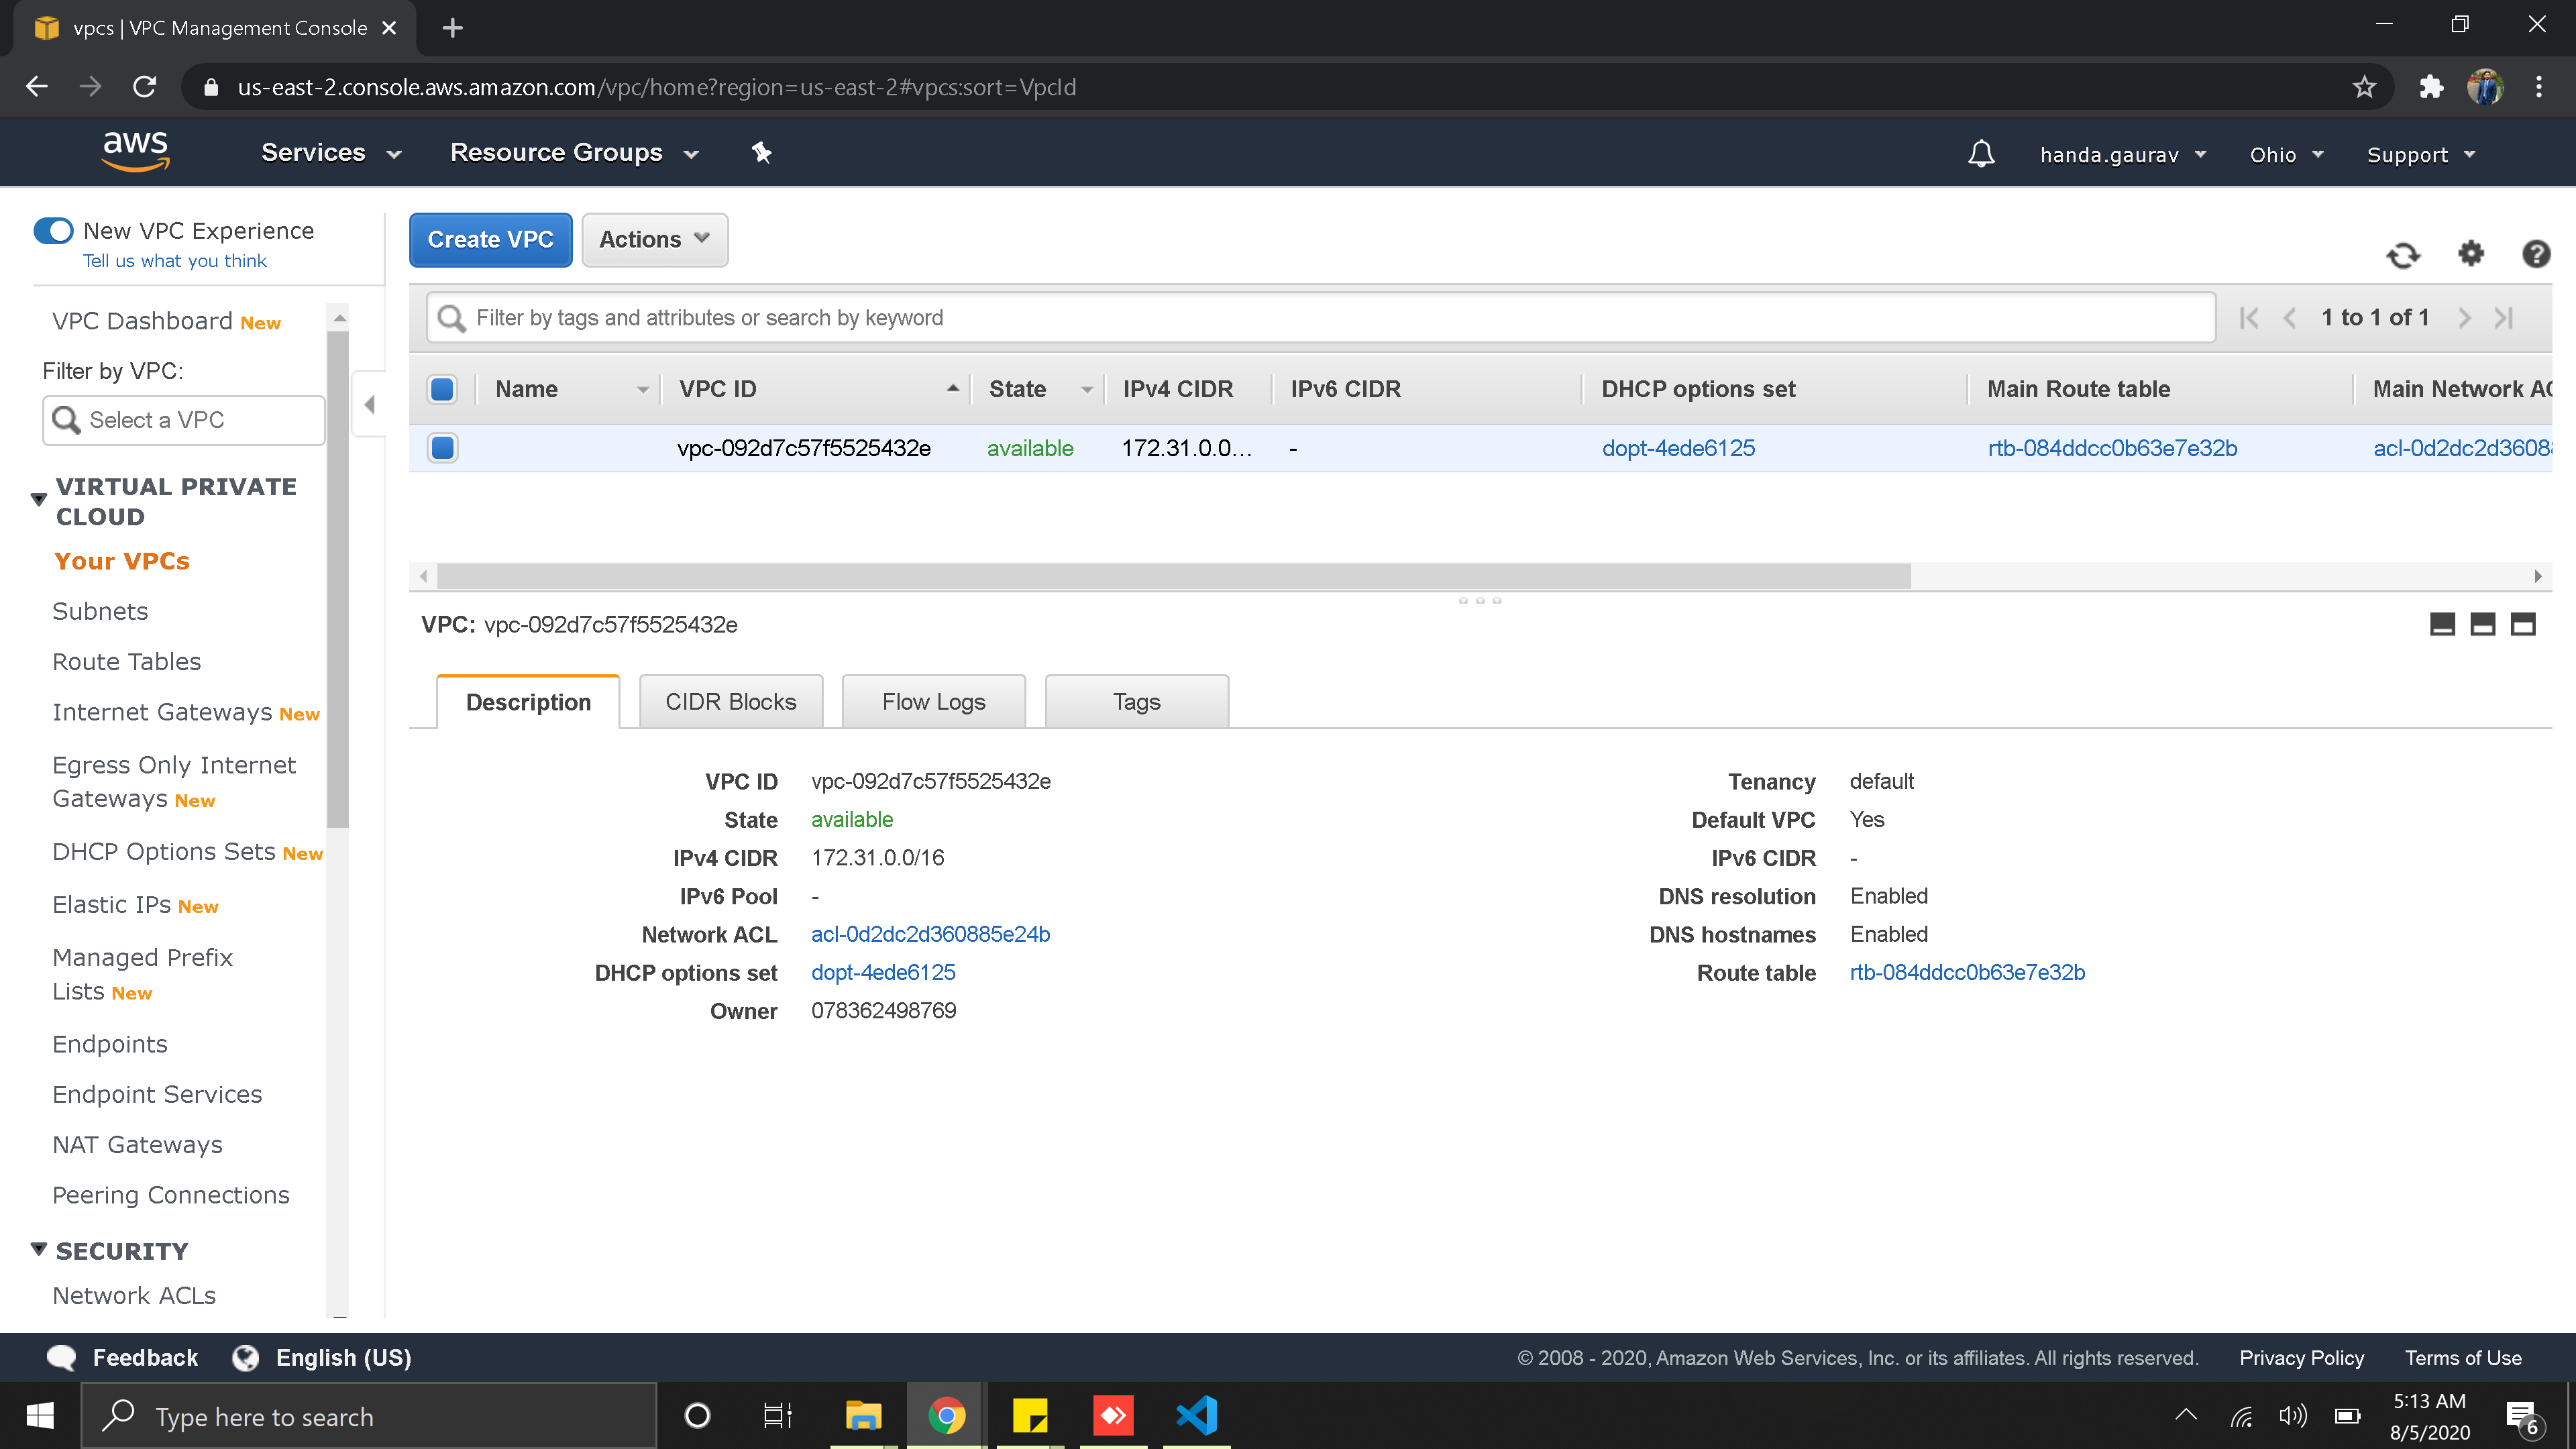 vpcs | VPC Management Console
us-east-2.console.aws.amazon.com/vpc/home?region=us-east-2#vpcs:sort=VpcId
aws Services Resource Groups handa.gaurav Ohio Support
New VPC Experience
Tell us what you think
VPC Dashboard New
Filter by VPC:
Select a VPC
VIRTUAL PRIVATE
CLOUD
Your VPCs
Subnets
Route Tables
Internet Gateways New
Egress Only Internet
Gateways New
DHCP Options Sets New
Elastic IPs New
Managed Prefix
Lists New
Endpoints
Endpoint Services
NAT Gateways
Peering Connections
SECURITY
Network ACLs
Create VPC Actions
Filter by tags and attributes or search by keyword 1 to 1 of 1
Name VPC ID State IPv4 CIDR IPv6 CIDR DHCP options set Main Route table Main Network AC
vpc-092d7c57f5525432e available 172.31.0.0... - dopt-4ede6125 rtb-084ddcc0b63e7e32b acl-0d2dc2d3608
VPC: vpc-092d7c57f5525432e
Description CIDR Blocks Flow Logs Tags
VPC ID vpc-092d7c57f5525432e
State available
IPv4 CIDR 172.31.0.0/16
IPv6 Pool -
Network ACL acl-0d2dc2d360885e24b
DHCP options set dopt-4ede6125
Owner 078362498769
Tenancy default
Default VPC Yes
IPv6 CIDR -
DNS resolution Enabled
DNS hostnames Enabled
Route table rtb-084ddcc0b63e7e32b
Feedback English (US) © 2008 - 2020, Amazon Web Services, Inc. or its affiliates. All rights reserved. Privacy Policy Terms of Use
Type here to search
5:13 AM
8/5/2020
6